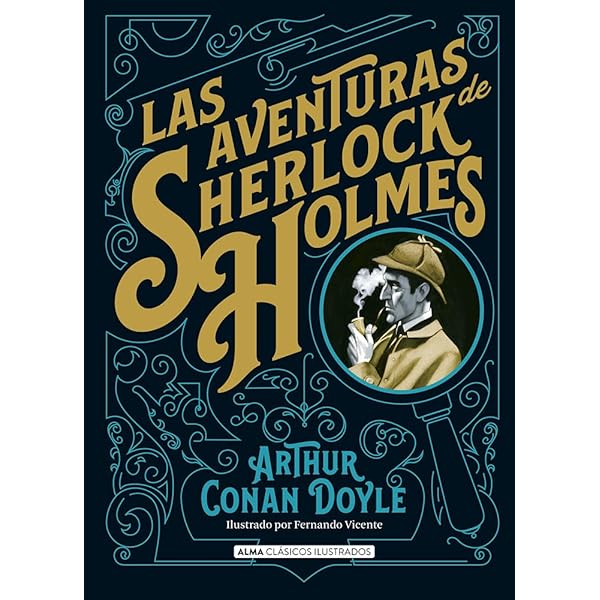 LAS
AVENTURAS de
SHERLOCK
HOLMES
ARTHUR
CONAN DOYLE
Ilustrado por Fernando Vicente
ALMA CLÁSICOS ILUSTRADOS